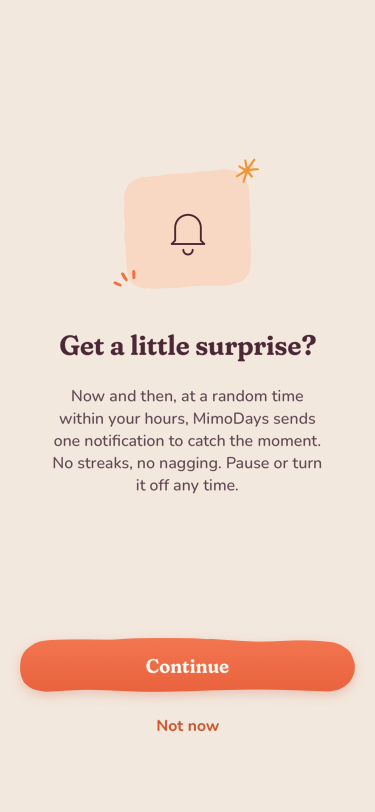 Get a little surprise?
Now and then, at a random time
within your hours, MimoDays sends
one notification to catch the moment.
No streaks, no nagging. Pause or turn
it off any time.
Continue
Not now